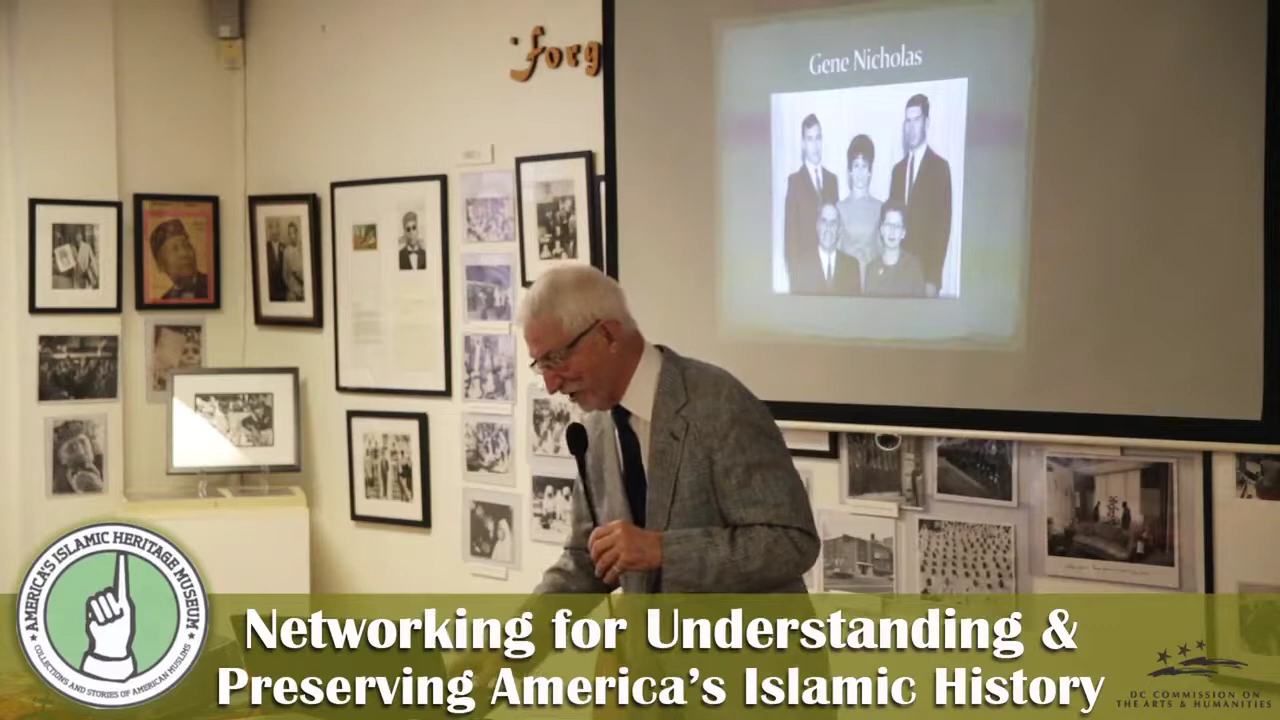 forg
Gene Nicholas
AMERICA'S ISLAMIC HERITAGE MUSEUM
COLLECTIONS AND STORIES OF AMERICAN MUSLIMS
Networking for Understanding &
Preserving America's Islamic History
DC COMMISSION ON
THE ARTS & HUMANITIES